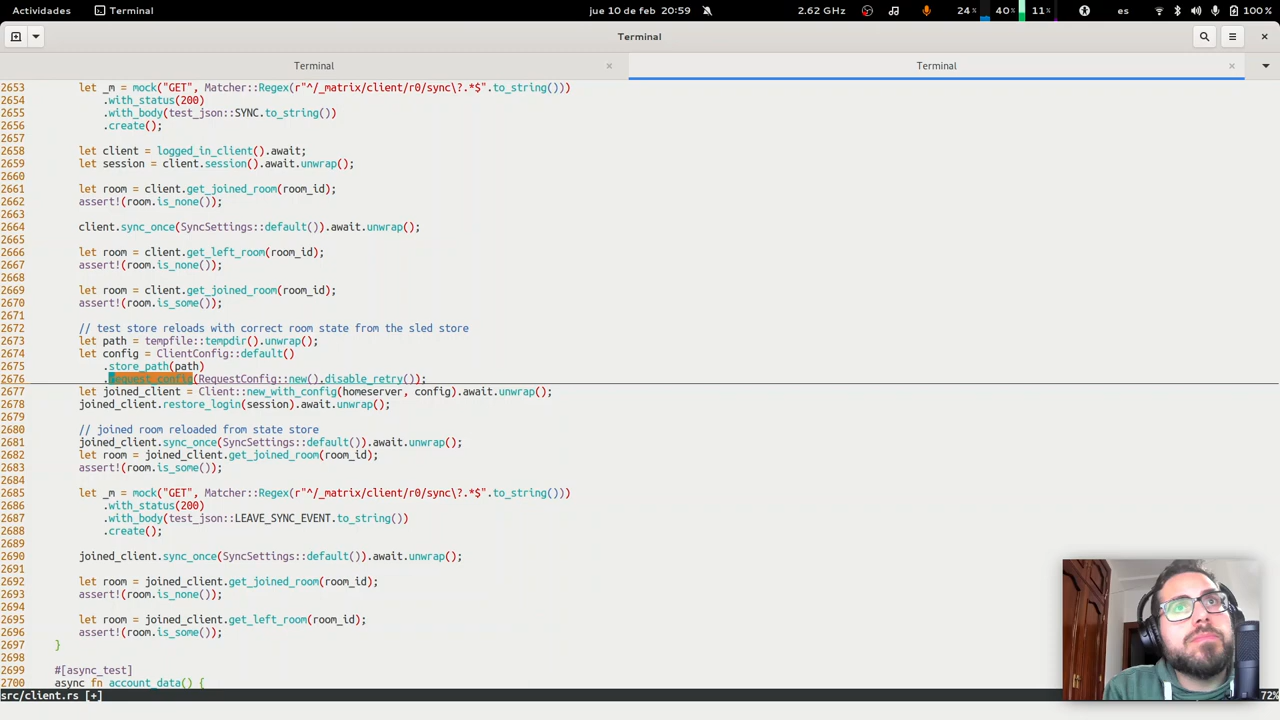 Actividades
Terminal
jue 10 de feb 20:59
2.62 GHz
24 %
40 %
11 %
es
100 %
Terminal
Terminal
Terminal
2653 let _m = mock("GET", Matcher::Regex(r"^/_matrix/client/r0/sync\?.*$".to_string()))
2654 .with_status(200)
2655 .with_body(test_json::SYNC.to_string())
2656 .create();
2657
2658 let client = logged_in_client().await;
2659 let session = client.session().await.unwrap();
2660
2661 let room = client.get_joined_room(room_id);
2662 assert!(room.is_none());
2663
2664 client.sync_once(SyncSettings::default()).await.unwrap();
2665
2666 let room = client.get_left_room(room_id);
2667 assert!(room.is_none());
2668
2669 let room = client.get_joined_room(room_id);
2670 assert!(room.is_some());
2671
2672 // test store reloads with correct room state from the sled store
2673 let path = tempfile::tempdir().unwrap();
2674 let config = ClientConfig::default()
2675 .store_path(path)
2676 .request_config(RequestConfig::new().disable_retry());
2677 let joined_client = Client::new_with_config(homeserver, config).await.unwrap();
2678 joined_client.restore_login(session).await.unwrap();
2679
2680 // joined room reloaded from state store
2681 joined_client.sync_once(SyncSettings::default()).await.unwrap();
2682 let room = joined_client.get_joined_room(room_id);
2683 assert!(room.is_some());
2684
2685 let _m = mock("GET", Matcher::Regex(r"^/_matrix/client/r0/sync\?.*$".to_string()))
2686 .with_status(200)
2687 .with_body(test_json::LEAVE_SYNC_EVENT.to_string())
2688 .create();
2689
2690 joined_client.sync_once(SyncSettings::default()).await.unwrap();
2691
2692 let room = joined_client.get_joined_room(room_id);
2693 assert!(room.is_none());
2694
2695 let room = joined_client.get_left_room(room_id);
2696 assert!(room.is_some());
2697 }
2698
2699 #[async_test]
2700 async fn account_data() {
src/client.rs [+]
72%